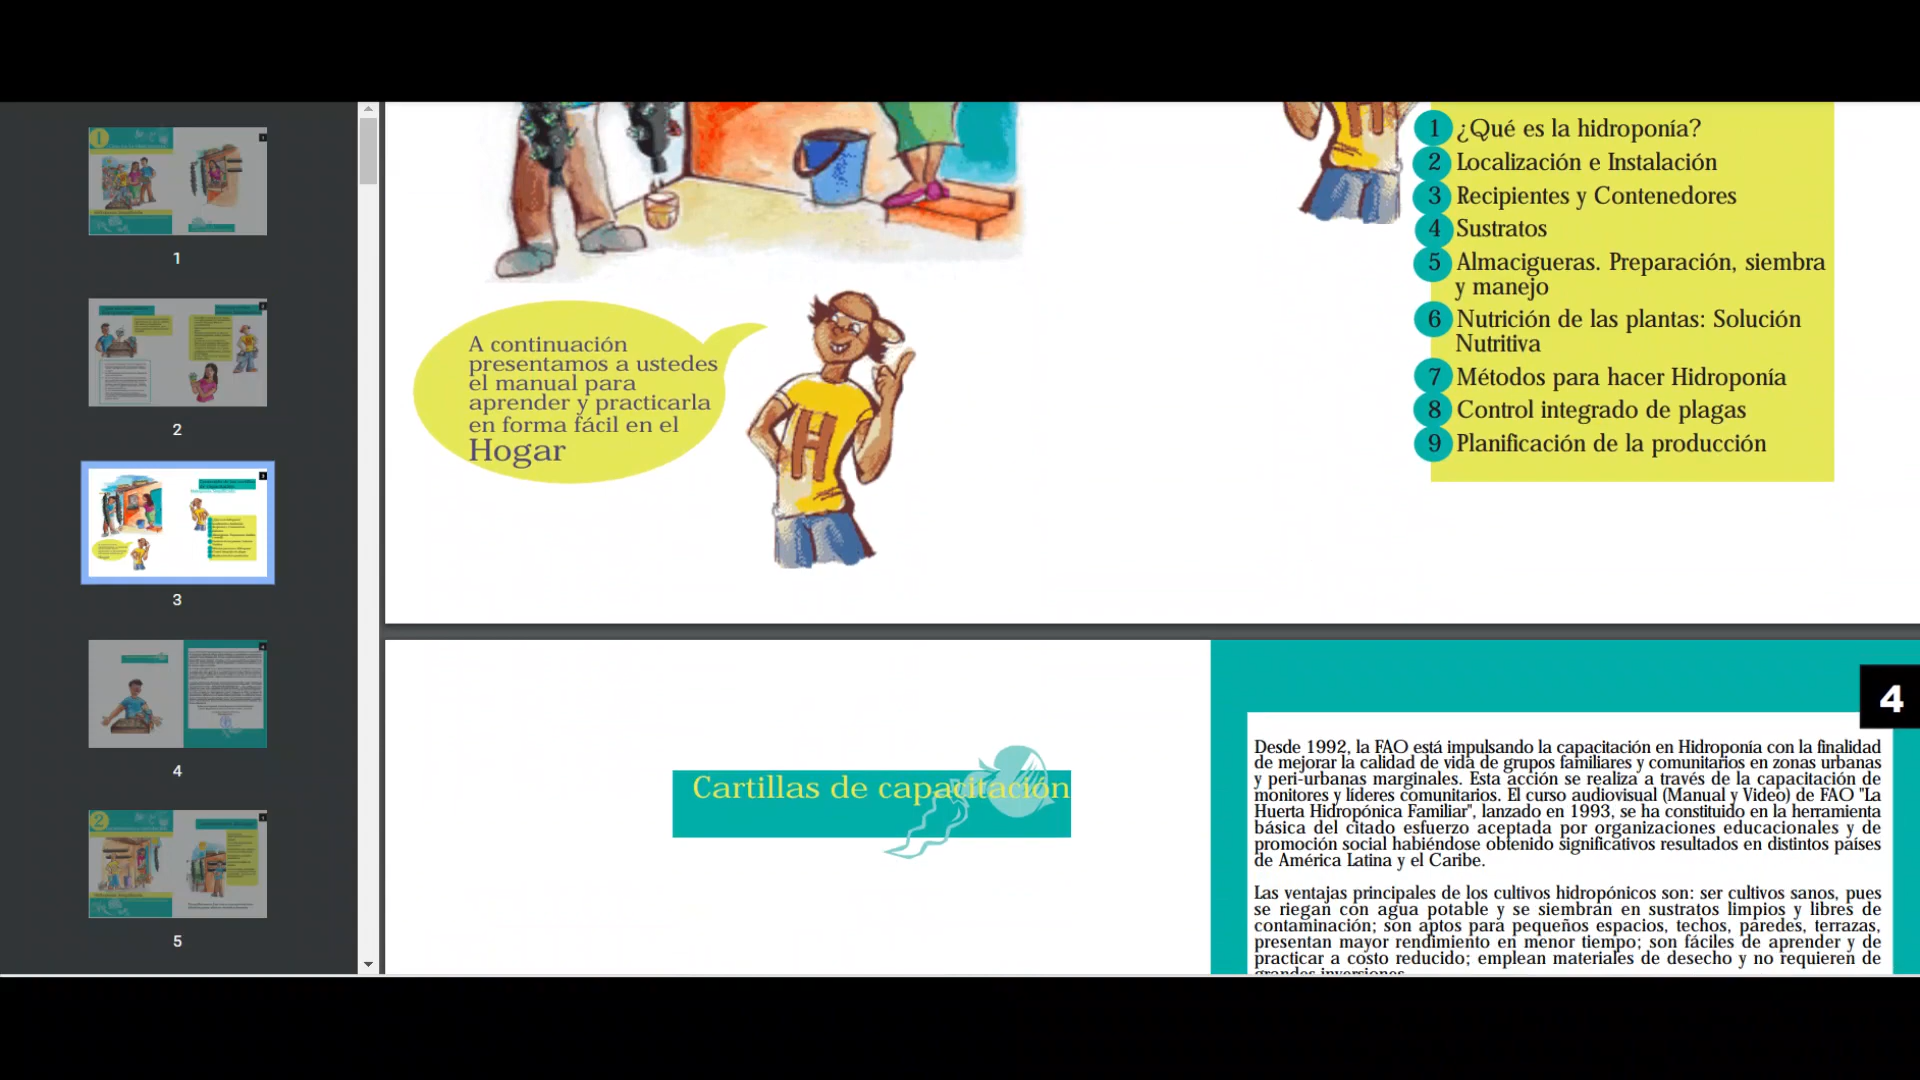 1
2
3
4
5
A continuación
presentamos a ustedes
el manual para
aprender y practicarla
en forma fácil en el
Hogar
H
H
1 ¿Qué es la hidroponía?
2 Localización e Instalación
3 Recipientes y Contenedores
4 Sustratos
5 Almacigueras. Preparación, siembra
y manejo
6 Nutrición de las plantas: Solución
Nutritiva
7 Métodos para hacer Hidroponía
8 Control integrado de plagas
9 Planificación de la producción
Cartillas de capacitación
4
Desde 1992, la FAO está impulsando la capacitación en Hidroponía con la finalidad
de mejorar la calidad de vida de grupos familiares y comunitarios en zonas urbanas
y peri-urbanas marginales. Esta acción se realiza a través de la capacitación de
monitores y lideres comunitarios. El curso audiovisual (Manual y Video) de FAO "La
Huerta Hidropónica Familiar", lanzado en 1993, se ha constituido en la herramienta
básica del citado esfuerzo aceptada por organizaciones educacionales y de
promoción social habiéndose obtenido significativos resultados en distintos países
de América Latina y el Caribe.
Las ventajas principales de los cultivos hidropónicos son: ser cultivos sanos, pues
se riegan con agua potable y se siembran en sustratos limpios y libres de
contaminación; son aptos para pequeños espacios, techos, paredes, terrazas,
presentan mayor rendimiento en menor tiempo; son fáciles de aprender y de
practicar a costo reducido; emplean materiales de desecho y no requieren de
grandes inversiones.